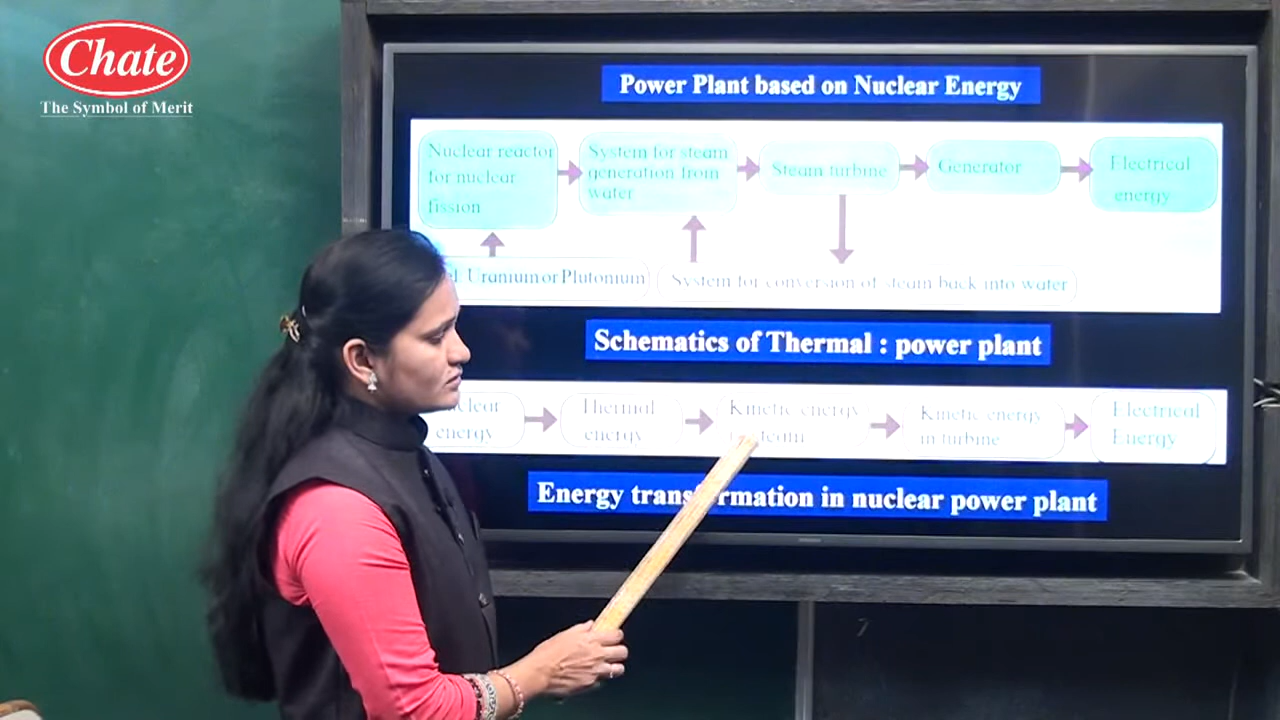 Chate
The Symbol of Merit
Power Plant based on Nuclear Energy
Nuclear reactor
for nuclear
fission
System for steam
generation from
water
Steam turbine
Generator
Electrical
energy
Uranium or Plutonium
System for conversion of steam back into water
Schematics of Thermal : power plant
energy
Thermal
energy
Kinetic energy
Kinetic energy
in turbine
Electrical
Energy
Energy in nuclear power plant